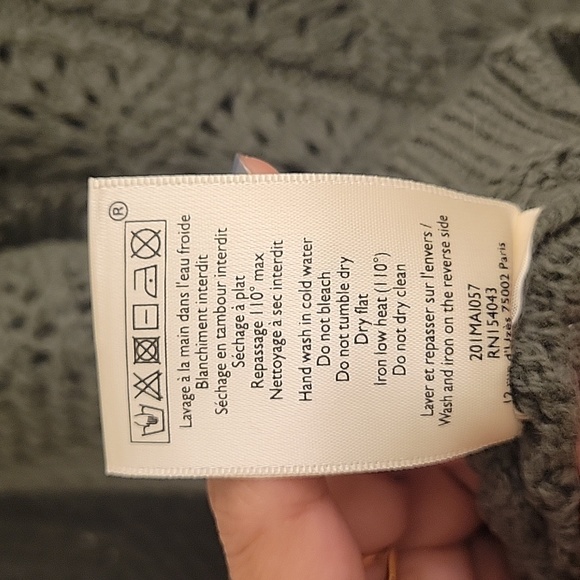 ®
Lavage à la main dans l'eau froide
Blanchiment interdit
Séchage en tambour interdit
Séchage à plat
Repassage 110° max
Nettoyage à sec interdit
Hand wash in cold water
Do not bleach
Do not tumble dry
Dry flat
Iron low heat (110°)
Do not dry clean
Laver et repasser sur l'envers /
Wash and iron on the reverse side
201MAI057
RN154043
75002 Paris